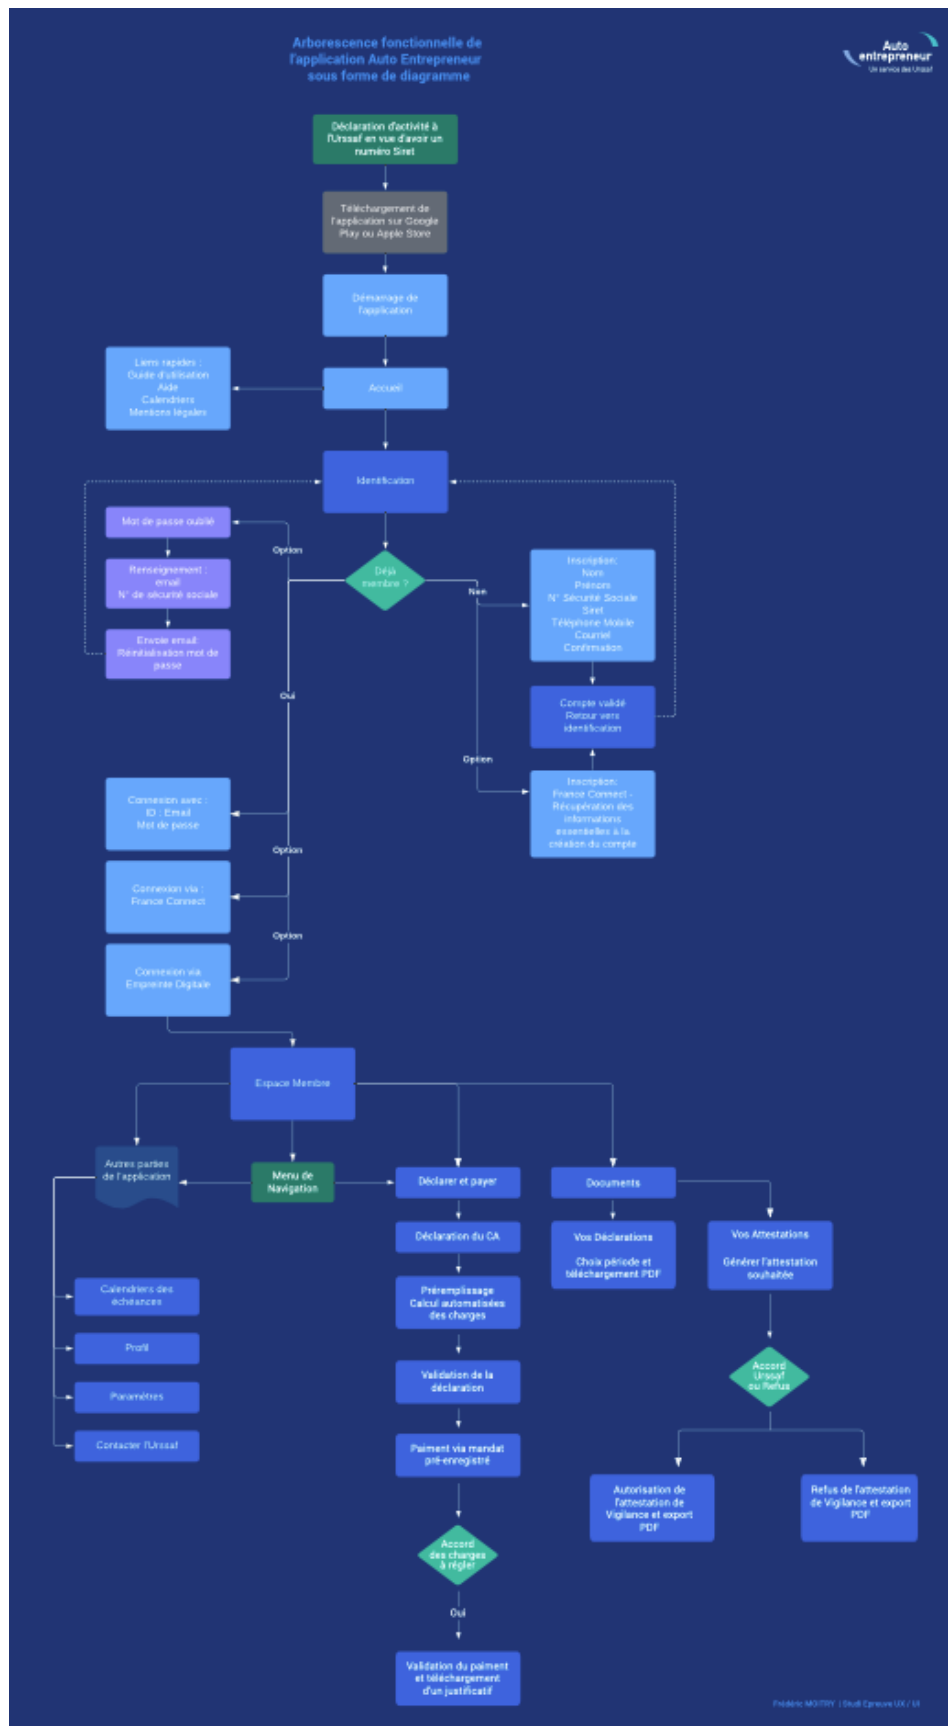 Arborescence fonctionnelle de
l'application Auto Entrepreneur
sous forme de diagramme
Auto
entrepreneur
Un service des Urssaf
Déclaration d'activité à
l'Urssaf en vue d'avoir un
numéro Siret
Téléchargement de
l'application sur Google
Play ou Apple Store
Démarrage de
l'application
Liens rapides :
Guide d'utilisation
Aide
Calendriers
Mentions légales
Accueil
Identification
Mot de passe oublié
Option
Renseignement :
email
N° de sécurité sociale
Envoie email:
Réinitialisation mot de
passe
Déjà
membre ?
Non
Inscription:
Nom
Prénom
N° Sécurité Sociale
Siret
Téléphone Mobile
Courriel
Confirmation
Oui
Compte validé
Retour vers
identification
Option
Inscription:
France Connect -
Récupération des
informations
essentielles à la
création du compte
Connexion avec :
ID : Email
Mot de passe
Option
Connexion via :
France Connect
Option
Connexion via
Empreinte Digitale
Espace Membre
Autres parties
de l'application
Menu de
Navigation
Déclarer et payer
Documents
Déclaration du CA
Vos Déclarations
Choix période et
téléchargement PDF
Vos Attestations
Générer l'attestation
souhaitée
Calendriers des
échéances
Profil
Paramètres
Contacter l'Urssaf
Préremplissage
Calcul automatisées
des charges
Validation de la
déclaration
Paiment via mandat
pré-enregistré
Accord
des charges
à régler
Oui
Validation du paiment
et téléchargement
d'un justificatif
Accord
Urssaf
ou Refus
Autorisation de
l'attestation de
Vigilance et export
PDF
Refus de l'attestation
de Vigilance et export
PDF
Frédéric MOITRY | Studi Epreuve UX / UI